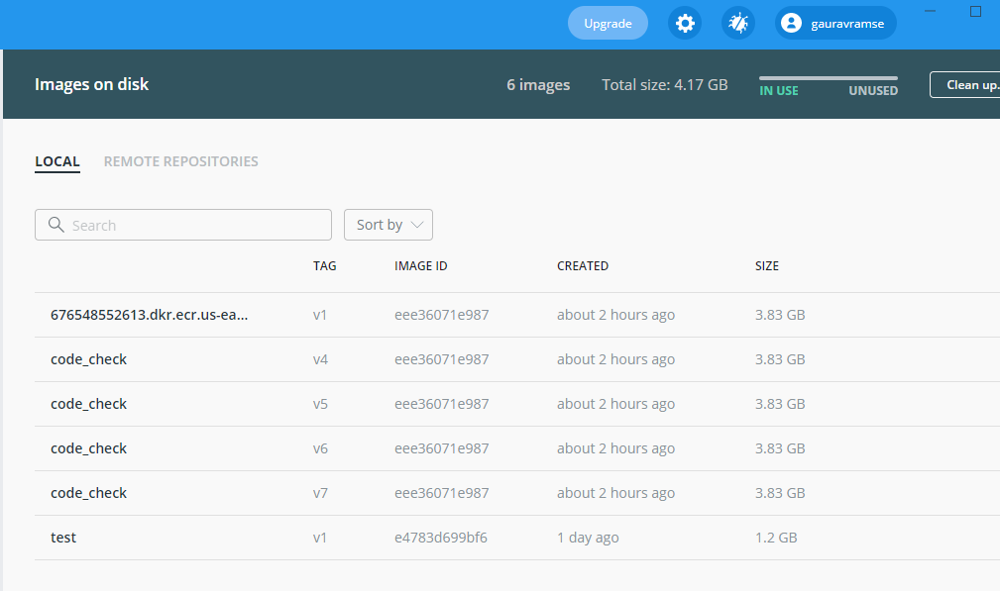 Upgrade gauravramse
Images on disk 6 images Total size: 4.17 GB IN USE UNUSED Clean up.
LOCAL REMOTE REPOSITORIES
Search Sort by
TAG IMAGE ID CREATED SIZE
676548552613.dkr.ecr.us-ea... v1 eee36071e987 about 2 hours ago 3.83 GB
code_check v4 eee36071e987 about 2 hours ago 3.83 GB
code_check v5 eee36071e987 about 2 hours ago 3.83 GB
code_check v6 eee36071e987 about 2 hours ago 3.83 GB
code_check v7 eee36071e987 about 2 hours ago 3.83 GB
test v1 e4783d699bf6 1 day ago 1.2 GB